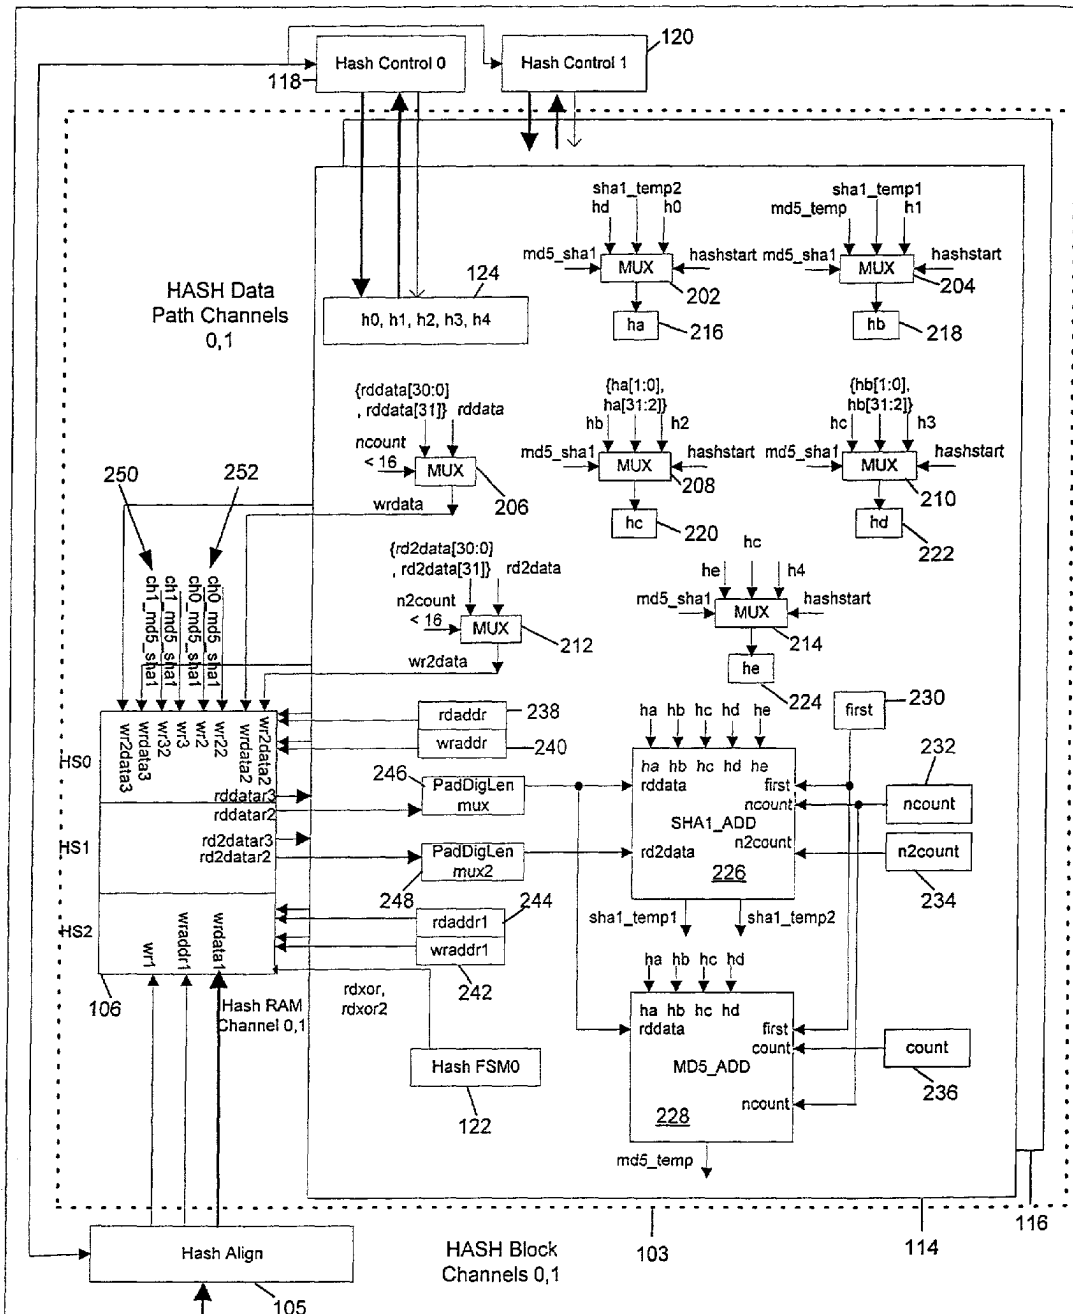 Hash Control 0
118
Hash Control 1
120
HASH Data
Path Channels
0,1
124
h0, h1, h2, h3, h4
sha1_temp2
hd
h0
md5_sha1
MUX
hashstart
202
ha
216
sha1_temp1
md5_temp
h1
md5_sha1
MUX
hashstart
204
hb
218
{rddata[30:0]
, rddata[31]}
rddata
ncount
< 16
MUX
206
wrdata
{ha[1:0],
ha[31:2]}
hb
h2
md5_sha1
MUX
hashstart
208
hc
220
{hb[1:0],
hb[31:2]}
hc
h3
md5_sha1
MUX
hashstart
210
hd
222
250
252
ch1_md5_sha1
ch1_md5_sha1
ch0_md5_sha1
ch0_md5_sha1
{rd2data[30:0]
, rd2data[31]}
rd2data
n2count
< 16
MUX
212
wr2data
hc
he
h4
md5_sha1
MUX
hashstart
214
he
224
HS0
wr2data3
wrdata3
wr32
wr3
wr2
wr22
wrdata2
wr2data2
rddatar3
rddatar2
HS1
rd2datar3
rd2datar2
HS2
wr1
wraddr1
wrdata1
106
Hash RAM
Channel 0,1
rdaddr
238
wraddr
240
246
PadDigLen
mux
PadDigLen
mux2
248
244
rdaddr1
wraddr1
242
rdxor,
rdxor2
Hash FSM0
122
first
230
ha hb hc hd he
ha hb hc hd he
rddata
first
ncount
SHA1_ADD
n2count
rd2data
226
232
ncount
n2count
234
sha1_temp1
sha1_temp2
ha hb hc hd
ha hb hc hd
rddata
first
count
MD5_ADD
228
ncount
count
236
md5_temp
Hash Align
105
HASH Block
Channels 0,1
103
114
116